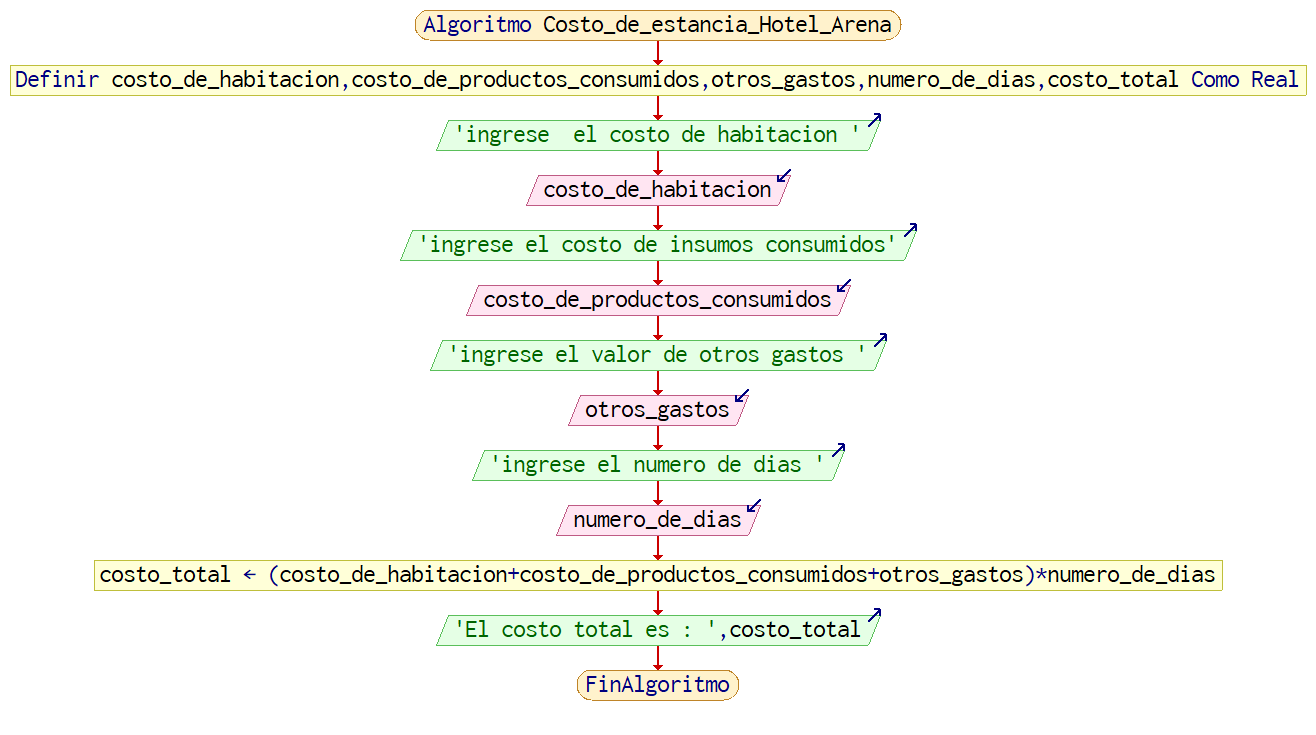 Algoritmo Costo_de_estancia_Hotel_Arena
Definir costo_de_habitacion,costo_de_productos_consumidos,otros_gastos,numero_de_dias,costo_total Como Real
'ingrese  el costo de habitacion '
costo_de_habitacion
'ingrese el costo de insumos consumidos'
costo_de_productos_consumidos
'ingrese el valor de otros gastos '
otros_gastos
'ingrese el numero de dias '
numero_de_dias
costo_total ← (costo_de_habitacion+costo_de_productos_consumidos+otros_gastos)*numero_de_dias
'El costo total es : ',costo_total
FinAlgoritmo